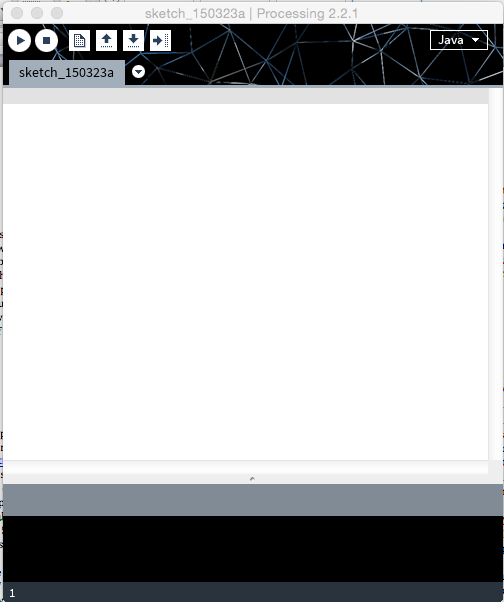 sketch_150323a | Processing 2.2.1
Java
sketch_150323a
1